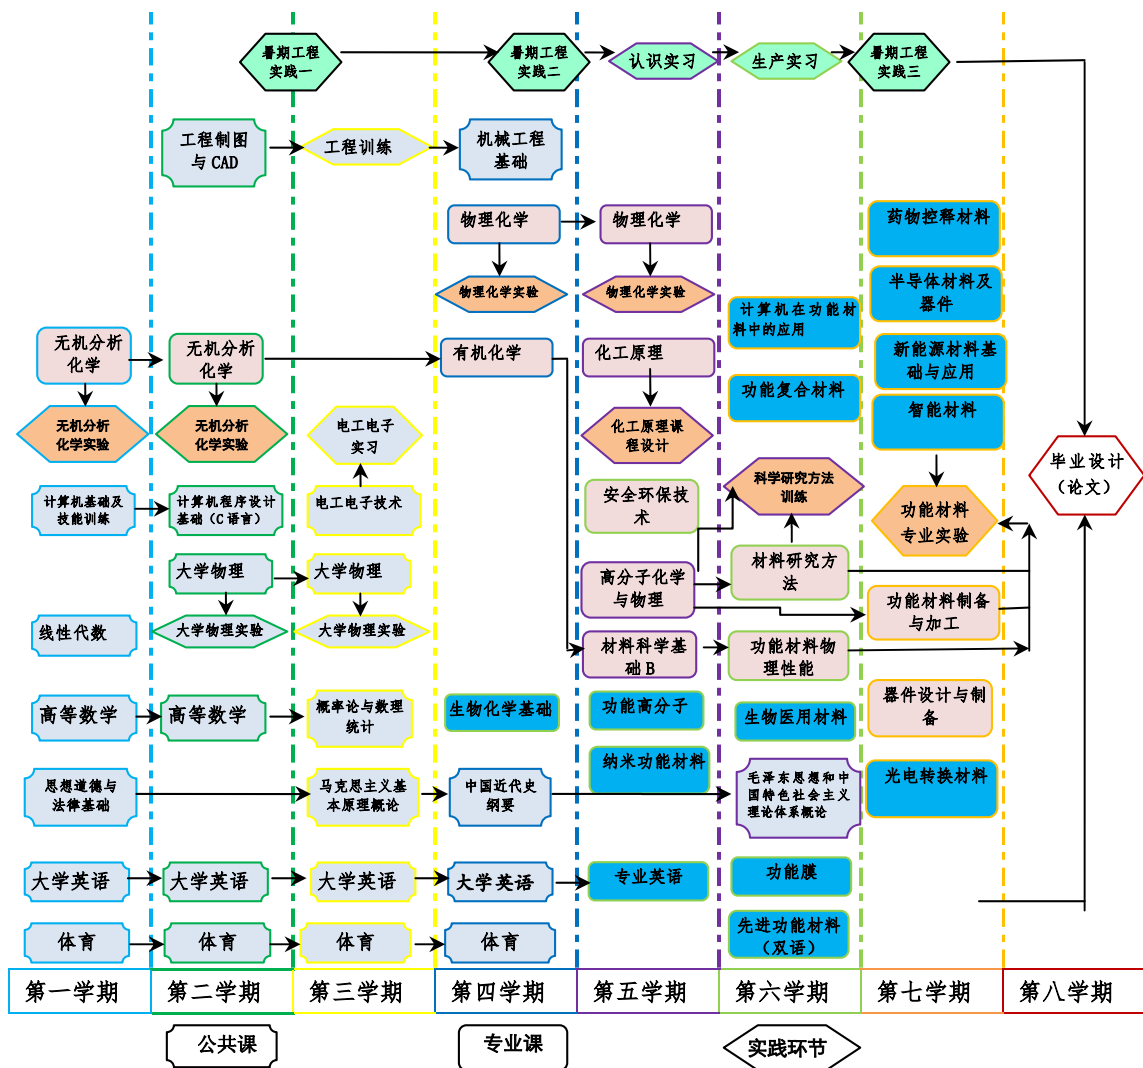 暑期工程
实践一
暑期工程
实践二
认识实习
生产实习
暑期工程
实践三
工程制图
与 CAD
工程训练
机械工程
基础
物理化学
物理化学
药物控释材料
物理化学实验
物理化学实验
半导体材料及
器件
计算机在功能材
料中的应用
无机分析
化学
无机分析
化学
有机化学
化工原理
新能源材料基
础与应用
功能复合材料
智能材料
无机分析
化学实验
无机分析
化学实验
电工电子
实习
化工原理课
程设计
毕业设计
（论文）
科学研究方法
训练
计算机基础及
技能训练
计算机程序设计
基础（C 语言）
电工电子技术
安全环保技
术
功能材料
专业实验
大学物理
大学物理
高分子化学
与物理
材料研究方
法
功能材料制备
与加工
线性代数
大学物理实验
大学物理实验
材料科学基
础 B
功能材料物
理性能
高等数学
高等数学
概率论与数理
统计
生物化学基础
功能高分子
生物医用材料
器件设计与制
备
思想道德与
法律基础
马克思主义基
本原理概论
中国近代史
纲要
纳米功能材料
毛泽东思想和中
国特色社会主义
理论体系概论
光电转换材料
大学英语
大学英语
大学英语
大学英语
专业英语
功能膜
体育
体育
体育
体育
先进功能材料
（双语）
第一学期
第二学期
第三学期
第四学期
第五学期
第六学期
第七学期
第八学期
公共课
专业课
实践环节